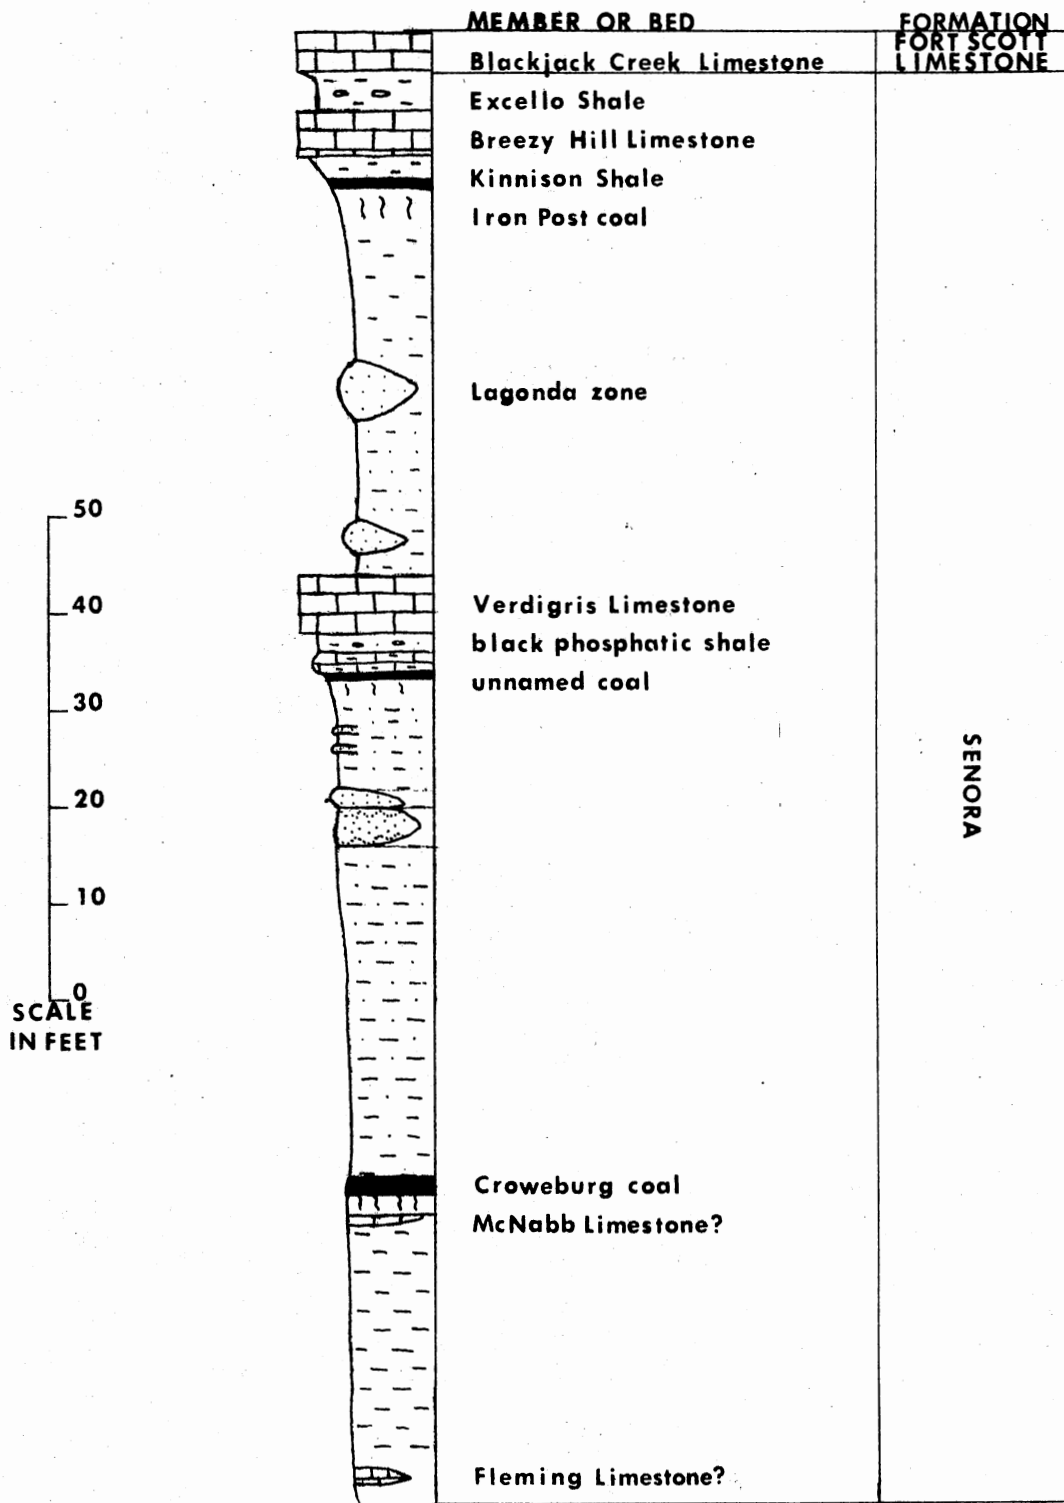 MEMBER OR BED
FORMATION
FORT SCOTT
LIMESTONE
Blackjack Creek Limestone
Excello Shale
Breezy Hill Limestone
Kinnison Shale
Iron Post coal
Lagonda zone
50
40
30
20
10
0
SCALE
IN FEET
Verdigris Limestone
black phosphatic shale
unnamed coal
SENORA
Croweburg coal
McNabb Limestone?
Fleming Limestone?